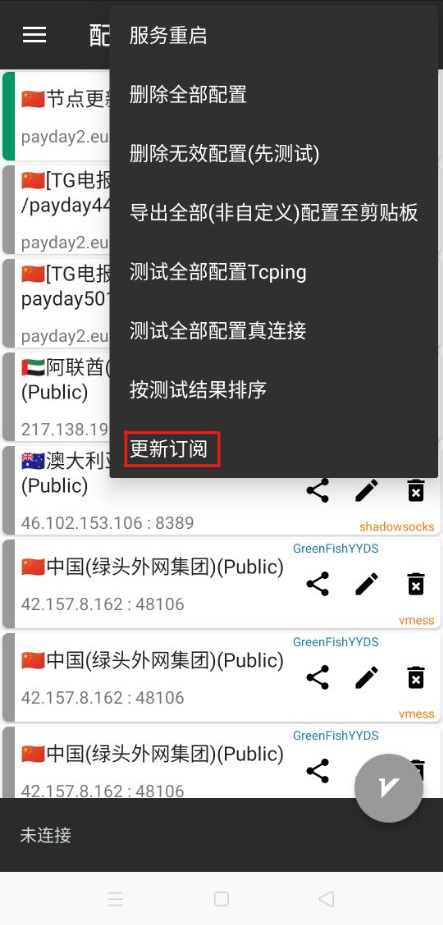 配
服务重启
删除全部配置
删除无效配置(先测试)
导出全部(非自定义)配置至剪贴板
测试全部配置Tcping
测试全部配置真连接
按测试结果排序
更新订阅
节点更新
payday2.eu
[TG电报
/payday44
payday2.eu
[TG电报
payday501
payday2.eu
阿联酋(
(Public)
217.138.19
澳大利亚
(Public)
46.102.153.106 : 8389
shadowsocks
GreenFishYYDS
中国(绿头外网集团)(Public)
42.157.8.162 : 48106
vmess
GreenFishYYDS
中国(绿头外网集团)(Public)
42.157.8.162 : 48106
vmess
GreenFishYYDS
中国(绿头外网集团)(Public)
42.157.8.162 : 48106
未连接